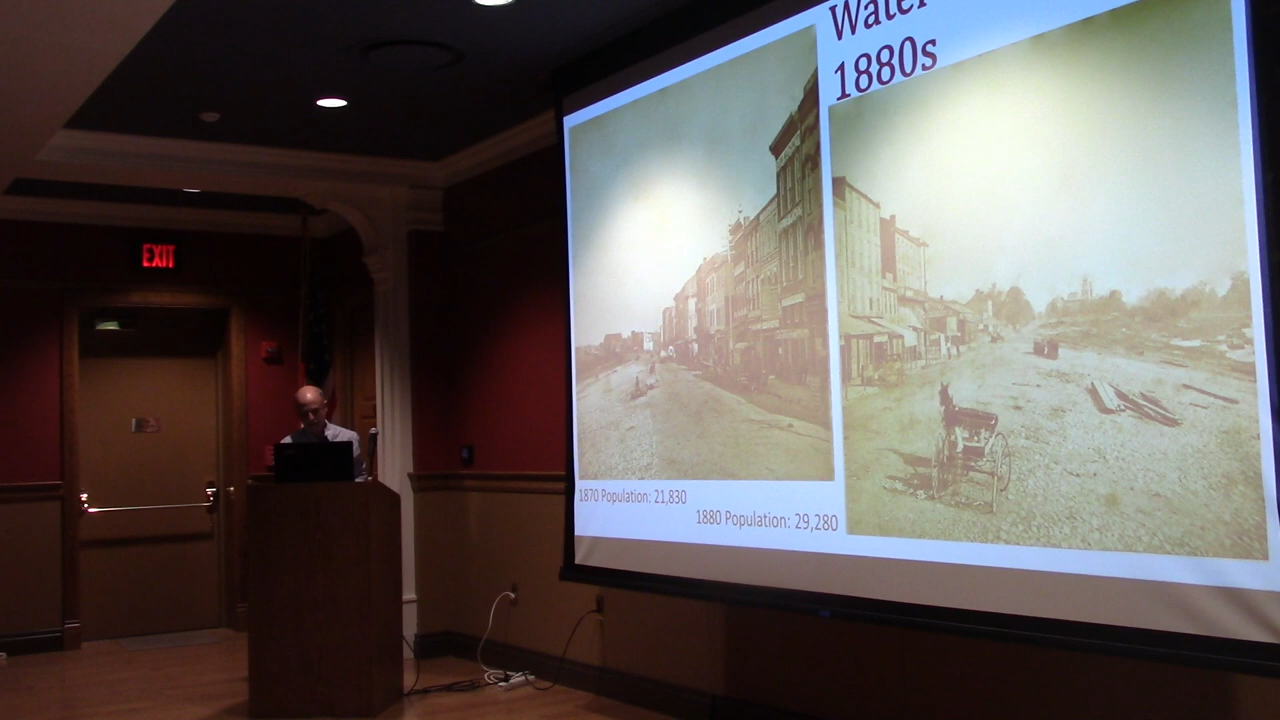 Water
1880s
EXIT
1870 Population: 21,830
1880 Population: 29,280